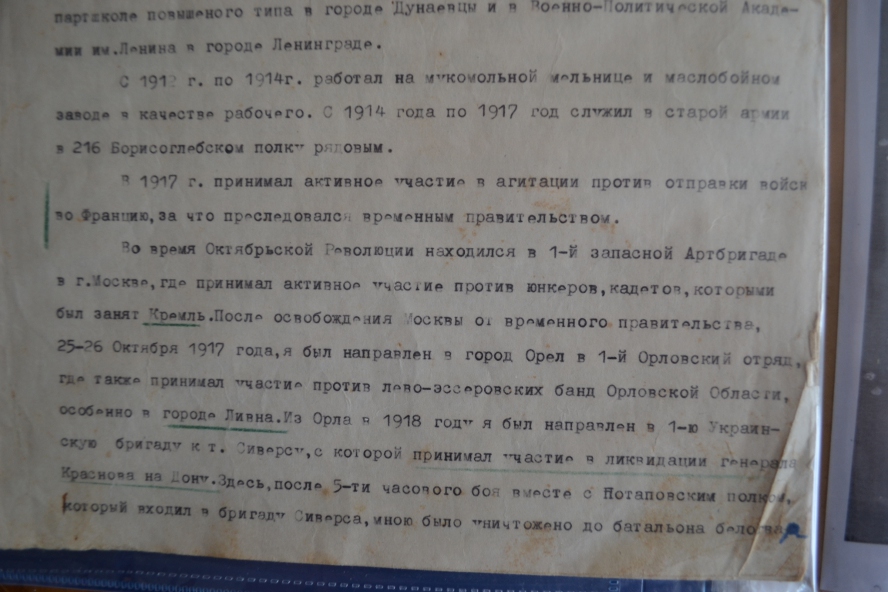 партшколе повышеного типа в городе Дунаевцы и в Военно-Политической Акаде-
мии им.Ленина в городе Ленинграде.
С 1912 г. по 1914г. работал на мукомольной мельнице и маслобойном
заводе в качестве рабочего. С 1914 года по 1917 год служил в старой армии
в 216 Борисоглебском полку рядовым.
В 1917 г. принимал активное участие в агитации против отправки войск
во Францию,за что преследовался временным правительством.
Во время Октябрьской Революции находился в 1-й запасной Артбригаде
в г.Москве,где принимал активное участие против юнкеров,кадетов,которыми
был занят Кремль.После освобождения Москвы от временного правительства,
25-26 Октября 1917 года,я был направлен в город Орел в 1-й Орловский отряд,
где также принимал участие против лево-эссеровских банд Орловской Области,
особенно в городе Ливна.Из Орла в 1918 году я был направлен в 1-ю Украин-
скую бригаду к т. Сиверсу,с которой принимал участие в ликвидации генерала
Краснова на Дону.Здесь,после 5-ти часового боя вместе с Нотаповским полком,
который входил в бригаду Сиверса,мною было уничтожено до батальона